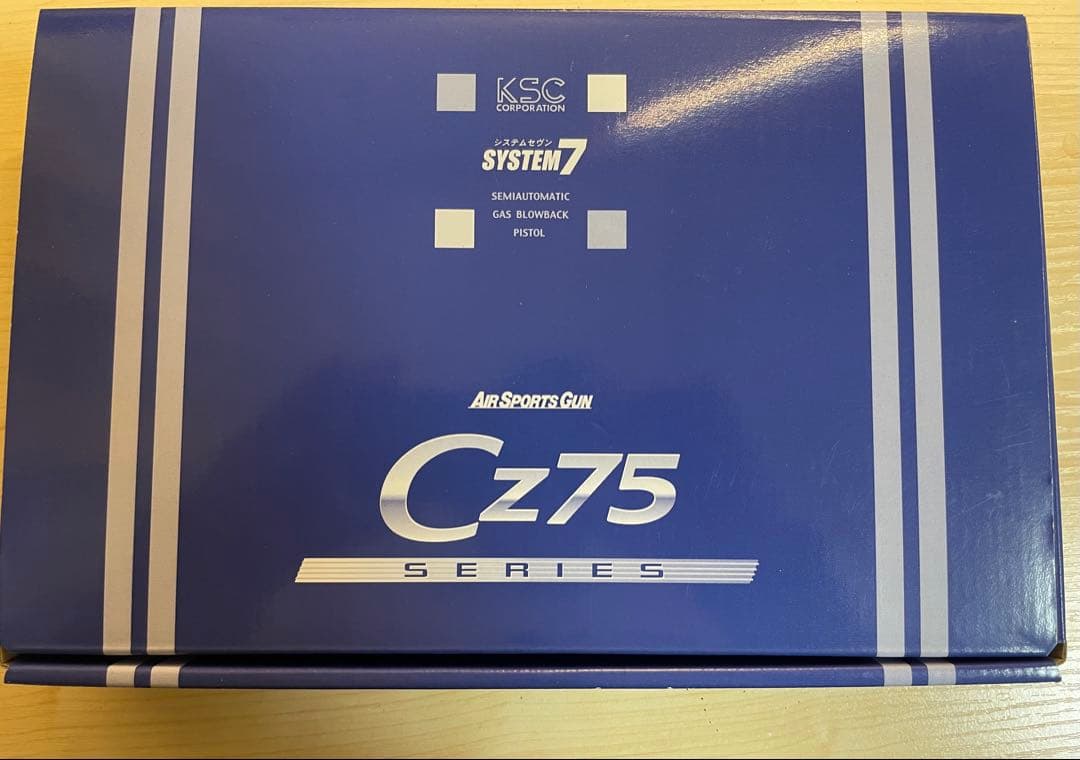 KSC
CORPORATION
システムセヴン
SYSTEM7
SEMIAUTOMATIC
GAS BLOWBACK
PISTOL
AIR SPORTS GUN
Cz75
SERIES